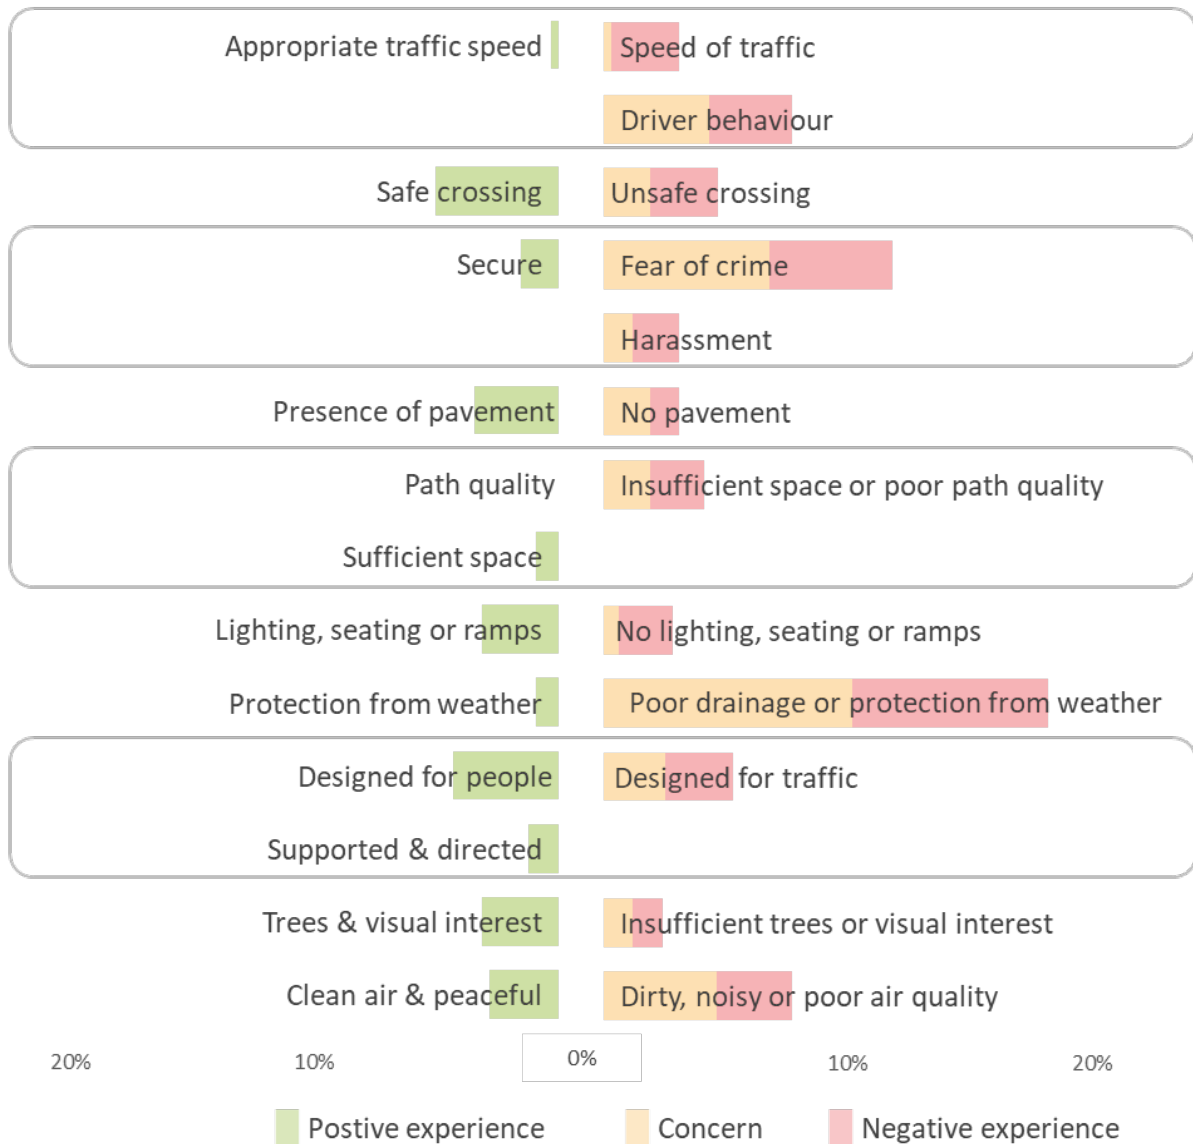 Appropriate traffic speed Speed of traffic
Driver behaviour
Safe crossing Unsafe crossing
Secure Fear of crime
Harassment
Presence of pavement No pavement
Path quality Insufficient space or poor path quality
Sufficient space
Lighting, seating or ramps No lighting, seating or ramps
Protection from weather Poor drainage or protection from weather
Designed for people Designed for traffic
Supported & directed
Trees & visual interest Insufficient trees or visual interest
Clean air & peaceful Dirty, noisy or poor air quality
20% 10% 0% 10% 20%
Postive experience Concern Negative experience